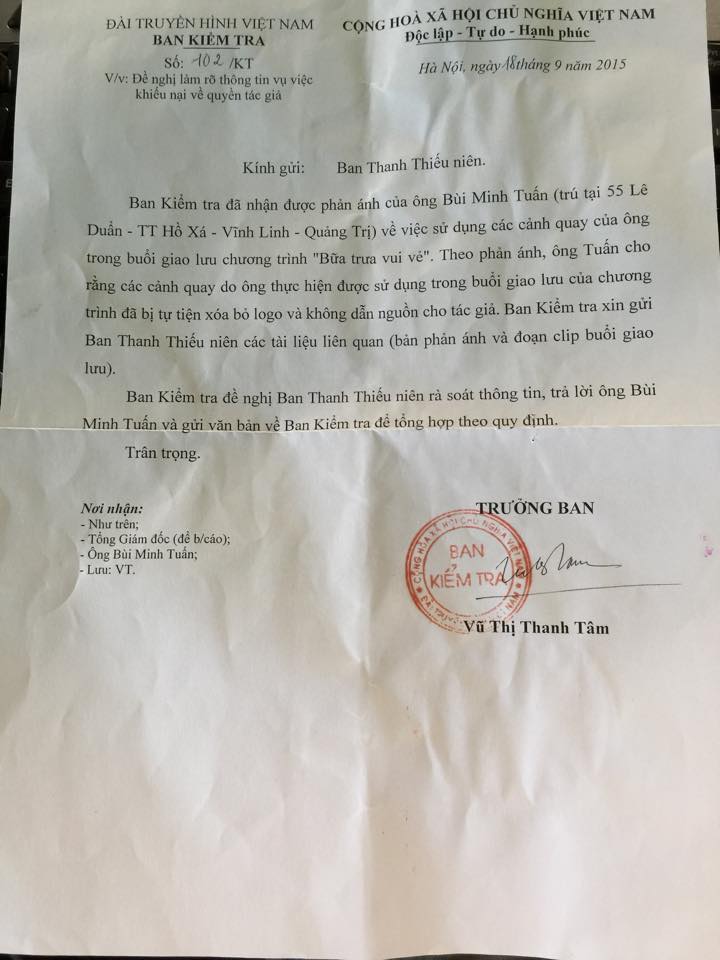 ĐÀI TRUYỀN HÌNH VIỆT NAM
BAN KIỂM TRA
Số: 102 /KT
V/v: Đề nghị làm rõ thông tin vụ việc
khiếu nại về quyền tác giả
CỘNG HOÀ XÃ HỘI CHỦ NGHĨA VIỆT NAM
Độc lập - Tự do - Hạnh phúc
Hà Nội, ngày 18 tháng 9 năm 2015
Kính gửi: Ban Thanh Thiếu niên.
Ban Kiểm tra đã nhận được phản ánh của ông Bùi Minh Tuấn (trú tại 55 Lê
Duẩn - TT Hồ Xá - Vĩnh Linh - Quảng Trị) về việc sử dụng các cảnh quay của ông
trong buổi giao lưu chương trình "Bữa trưa vui vẻ". Theo phản ánh, ông Tuấn cho
rằng các cảnh quay do ông thực hiện được sử dụng trong buổi giao lưu của chương
trình đã bị tự tiện xóa bỏ logo và không dẫn nguồn cho tác giả. Ban Kiểm tra xin gửi
Ban Thanh Thiếu niên các tài liệu liên quan (bản phản ánh và đoạn clip buổi giao
lưu).
Ban Kiểm tra đề nghị Ban Thanh Thiếu niên rà soát thông tin, trả lời ông Bùi
Minh Tuấn và gửi văn bản về Ban Kiểm tra để tổng hợp theo quy định.
Trân trọng.
Nơi nhận:
- Như trên;
- Tổng Giám đốc (để b/cáo);
- Ông Bùi Minh Tuấn;
- Lưu: VT.
TRƯỞNG BAN
CỘNG HÒA XÃ HỘI CHỦ NGHĨA VIỆT NAM
BAN
KIỂM TRA
Vũ Thị Thanh Tâm